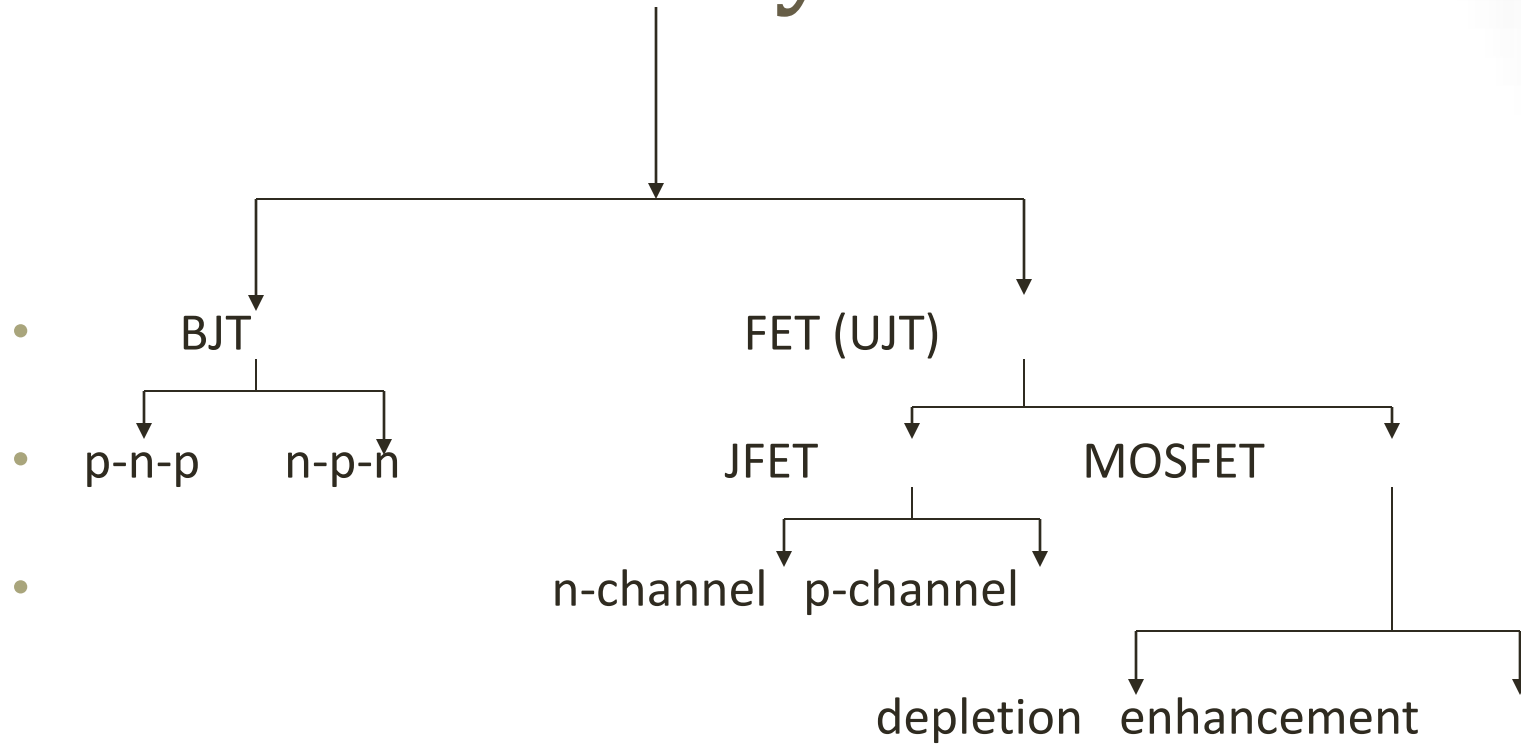 BJT FET (UJT)
p-n-p n-p-n JFET MOSFET
n-channel p-channel
depletion enhancement